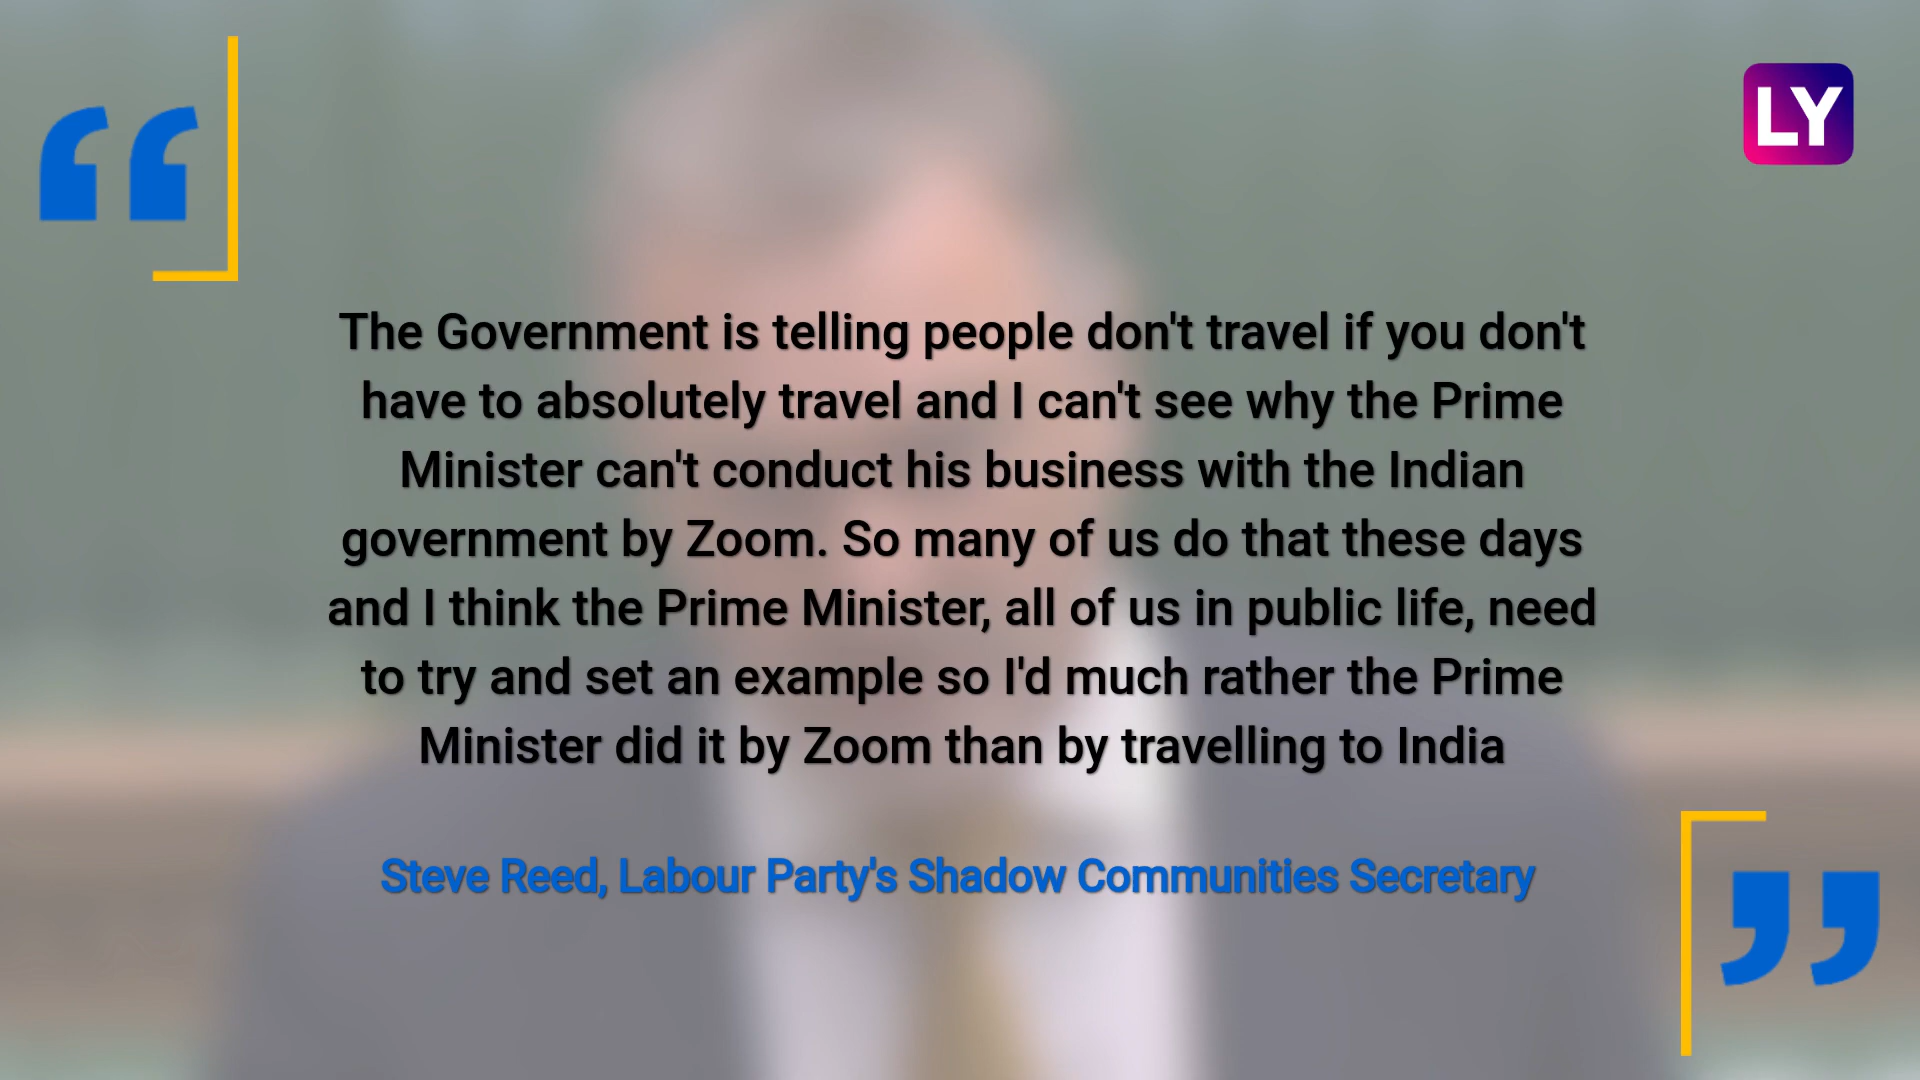 LY
The Government is telling people don't travel if you don't
have to absolutely travel and I can't see why the Prime
Minister can't conduct his business with the Indian
government by Zoom. So many of us do that these days
and I think the Prime Minister, all of us in public life, need
to try and set an example so I'd much rather the Prime
Minister did it by Zoom than by travelling to India
Steve Reed, Labour Party's Shadow Communities Secretary